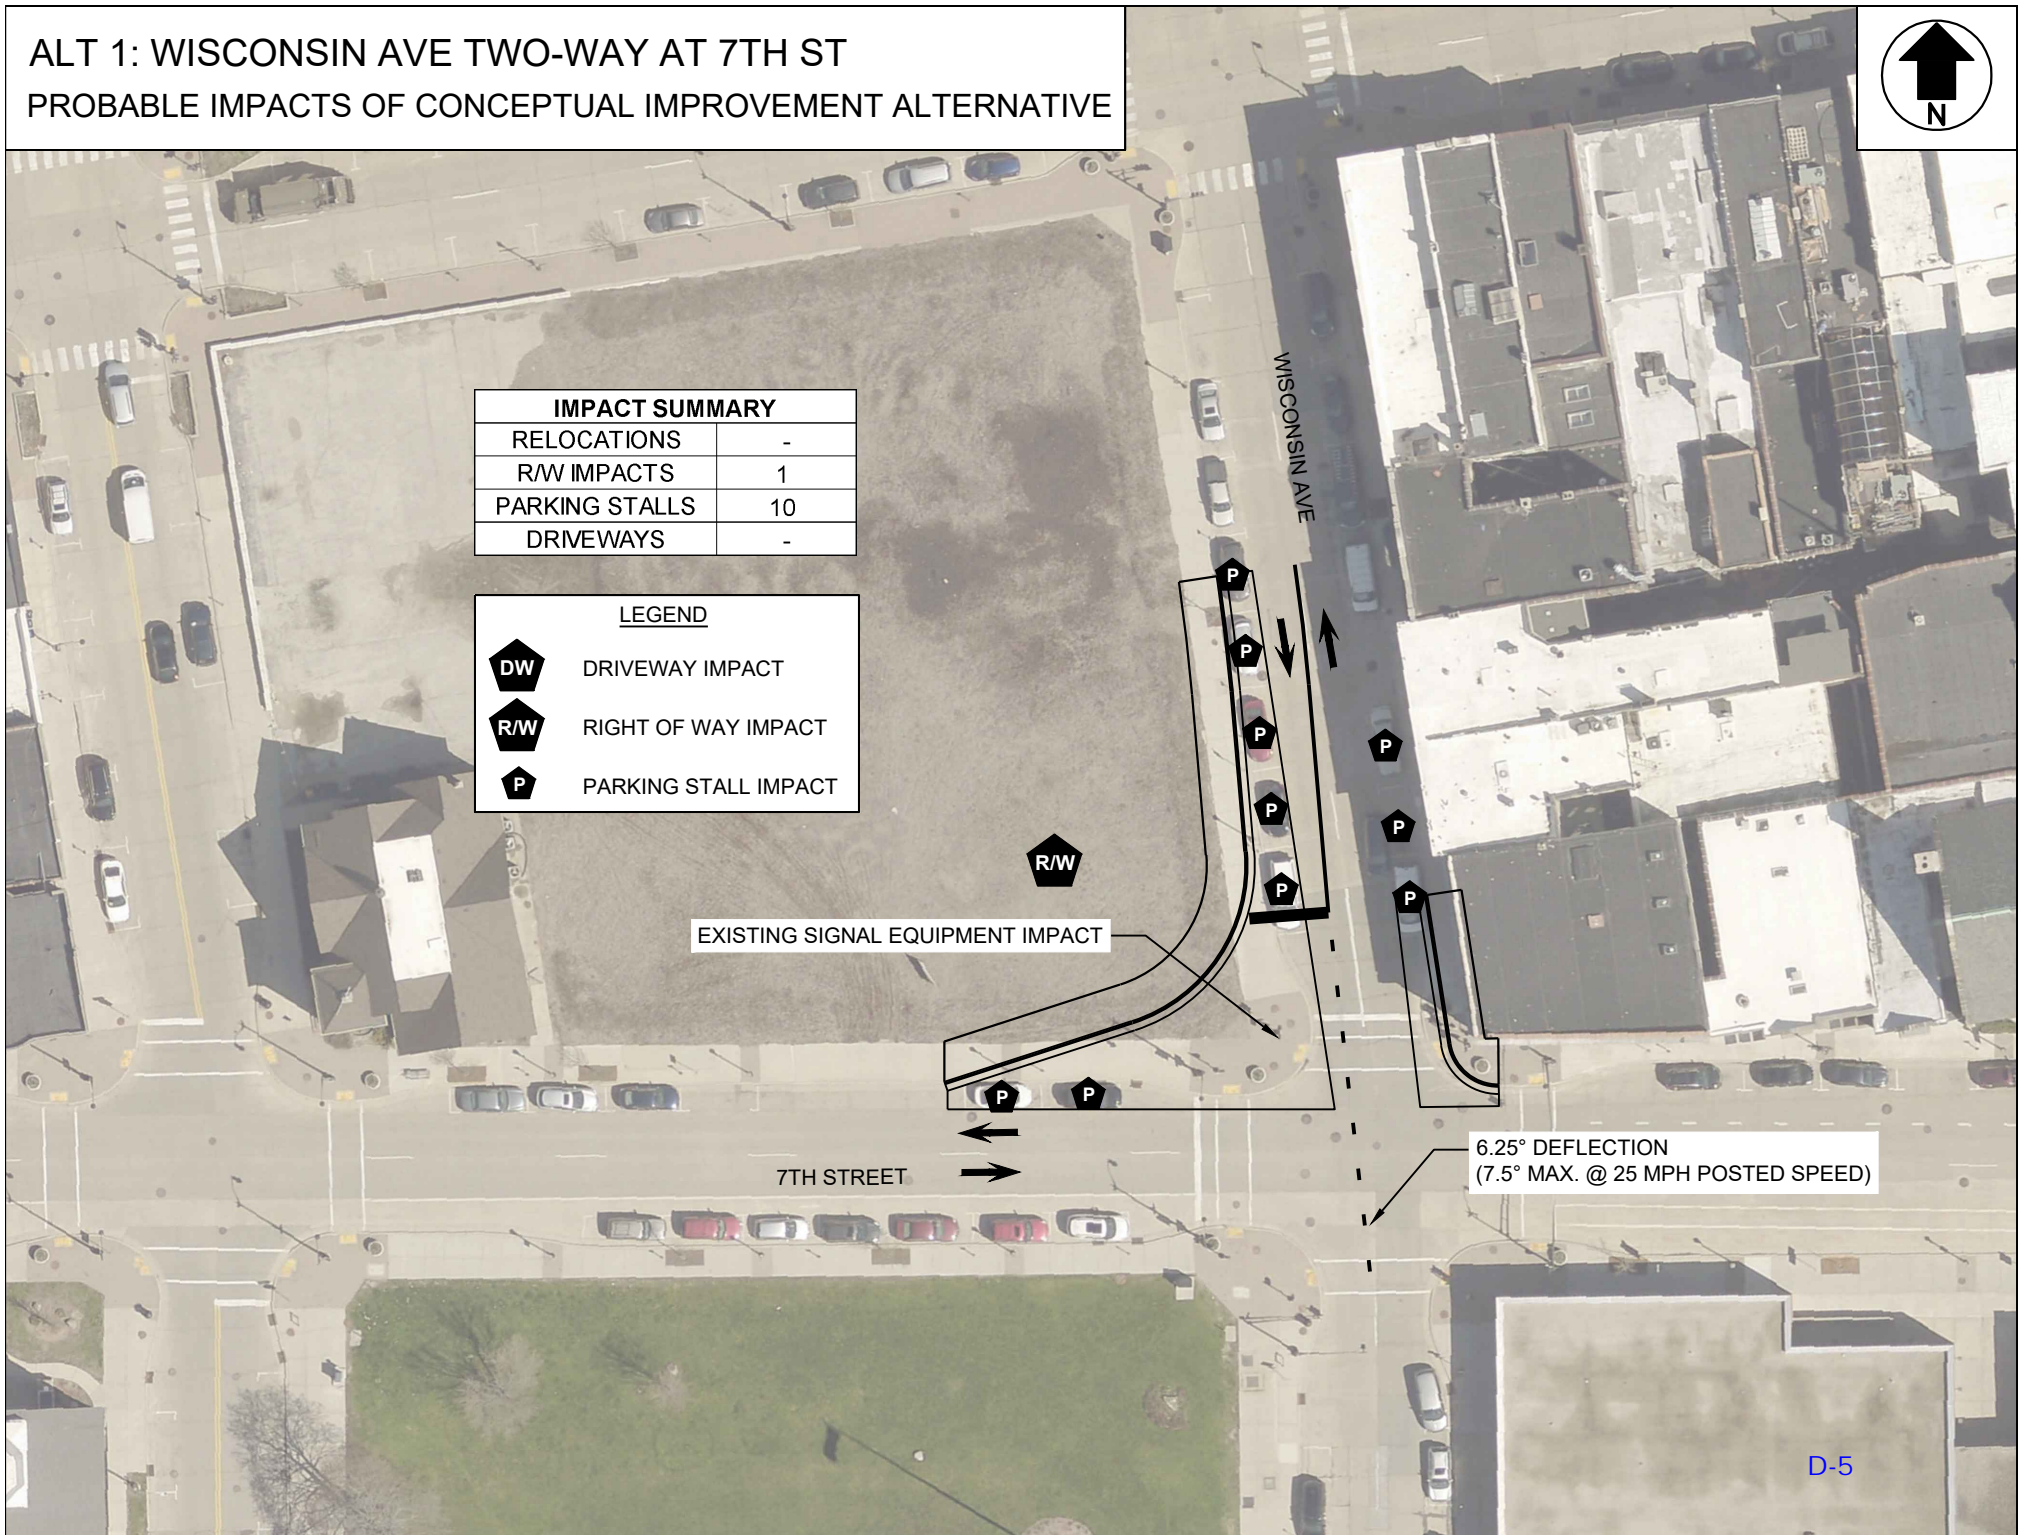 ALT 1: WISCONSIN AVE TWO-WAY AT 7TH ST
PROBABLE IMPACTS OF CONCEPTUAL IMPROVEMENT ALTERNATIVE
N
IMPACT SUMMARY
RELOCATIONS -
R/W IMPACTS 1
PARKING STALLS 10
DRIVEWAYS -
LEGEND
DW DRIVEWAY IMPACT
R/W RIGHT OF WAY IMPACT
P PARKING STALL IMPACT
WISCONSIN AVE
P
P
P
P
P
P
P
P
R/W
EXISTING SIGNAL EQUIPMENT IMPACT
P
P
7TH STREET
6.25° DEFLECTION
(7.5° MAX. @ 25 MPH POSTED SPEED)
D-5